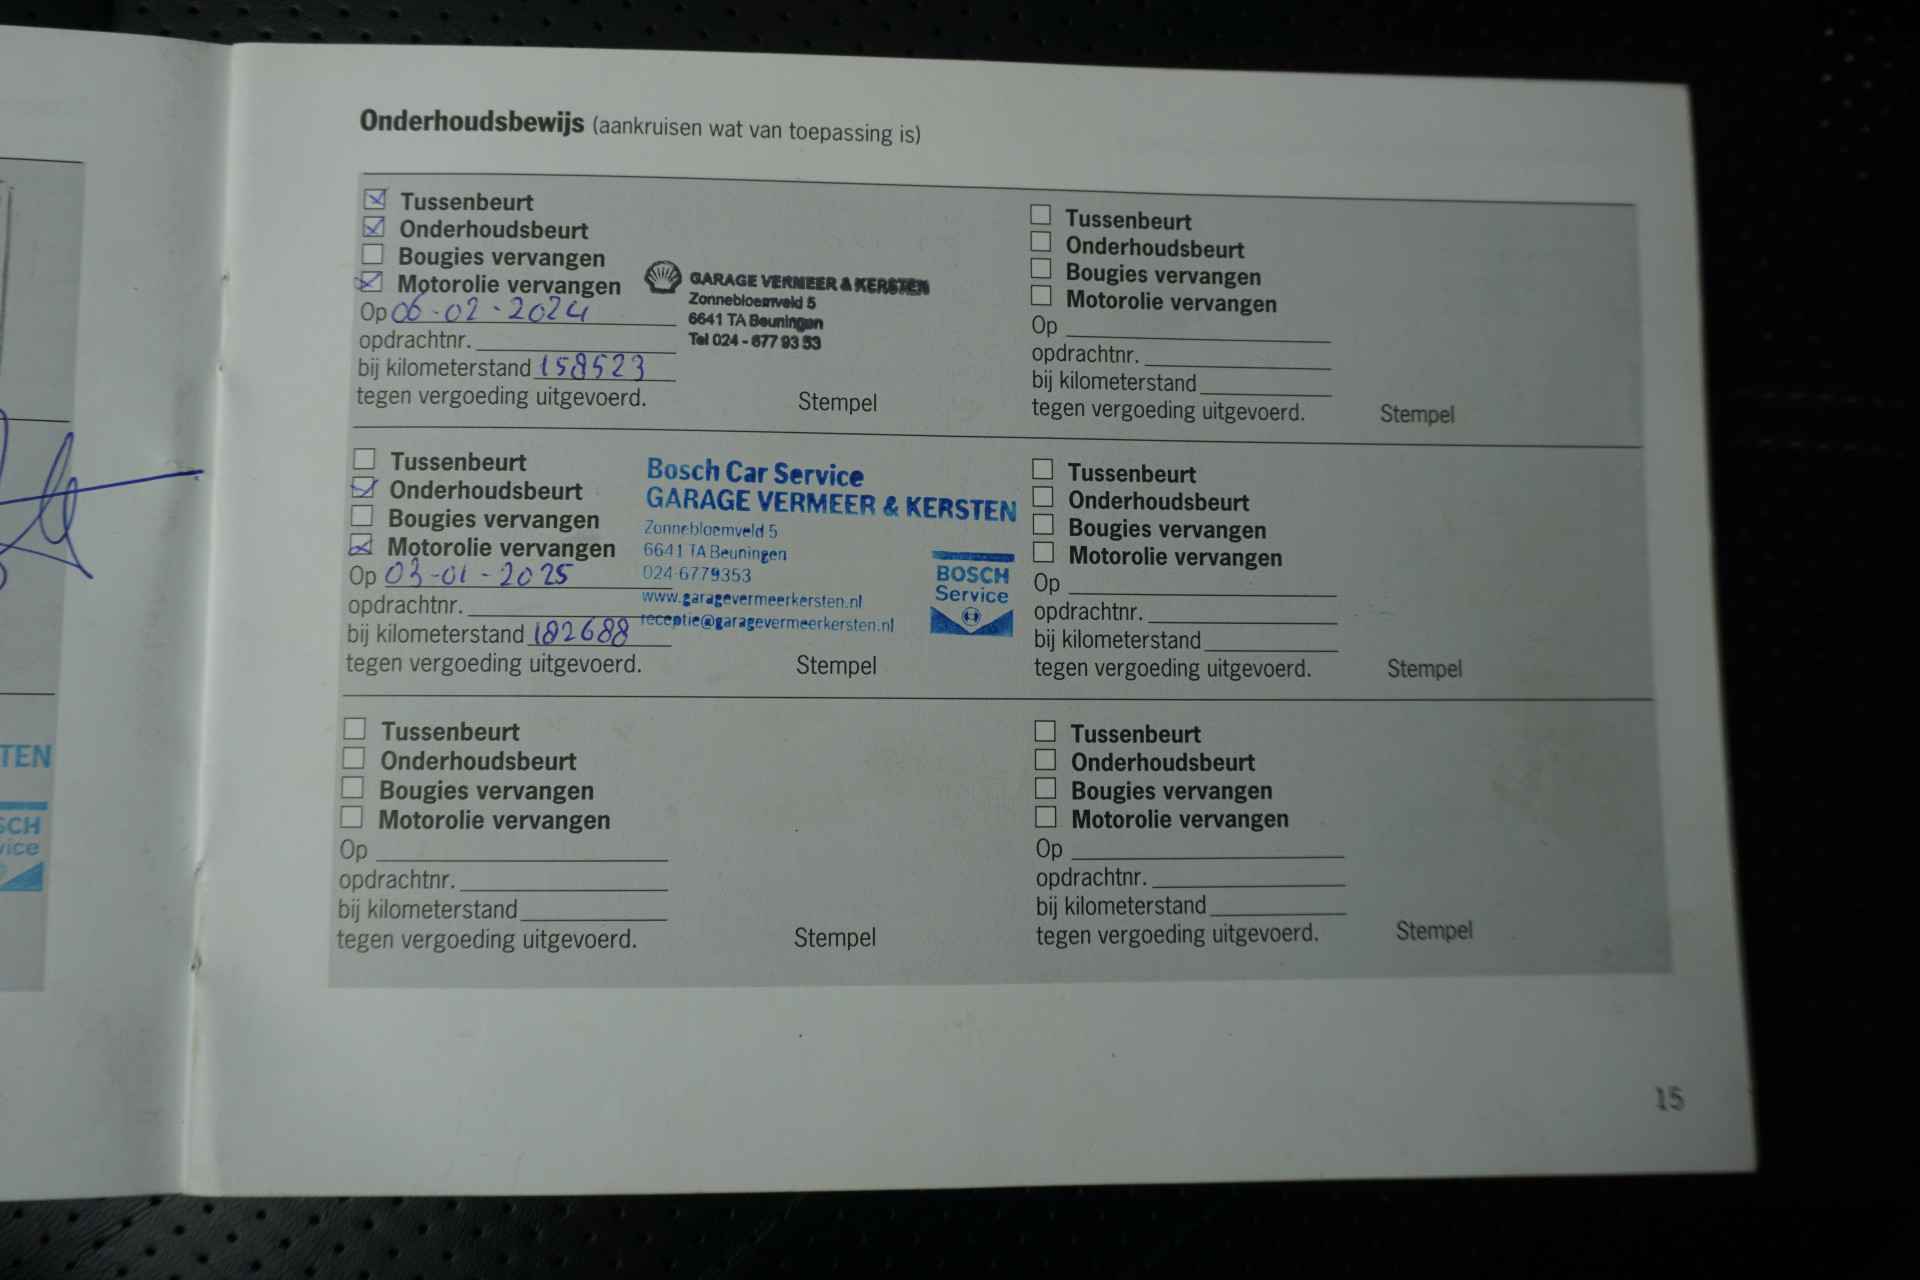 Onderhoudsbewijs (aankruisen wat van toepassing is)
Tussenbeurt
Onderhoudsbeurt
Bougies vervangen
Motorolie vervangen
Op 06-02-2024
opdrachtnr.
bij kilometerstand 158523
tegen vergoeding uitgevoerd.
GARAGE VERMEER & KERSTEN
Zonnebloemveld 5
6641 TA Beuningen
Tel 024 - 677 93 53
Stempel
Tussenbeurt
Onderhoudsbeurt
Bougies vervangen
Motorolie vervangen
Op
opdrachtnr.
bij kilometerstand
tegen vergoeding uitgevoerd.
Stempel
Tussenbeurt
Onderhoudsbeurt
Bougies vervangen
Motorolie vervangen
Op 03-01-2025
opdrachtnr.
bij kilometerstand 182688
tegen vergoeding uitgevoerd.
Bosch Car Service
GARAGE VERMEER & KERSTEN
Zonnebloemveld 5
6641 TA Beuningen
024-6779353
www.garagevermeerkersten.nl
receptie@garagevermeerkersten.nl
BOSCH
Service
Stempel
Tussenbeurt
Onderhoudsbeurt
Bougies vervangen
Motorolie vervangen
Op
opdrachtnr.
bij kilometerstand
tegen vergoeding uitgevoerd.
Stempel
Tussenbeurt
Onderhoudsbeurt
Bougies vervangen
Motorolie vervangen
Op
opdrachtnr.
bij kilometerstand
tegen vergoeding uitgevoerd.
Stempel
Tussenbeurt
Onderhoudsbeurt
Bougies vervangen
Motorolie vervangen
Op
opdrachtnr.
bij kilometerstand
tegen vergoeding uitgevoerd.
Stempel
15
TEN
SCH
vice